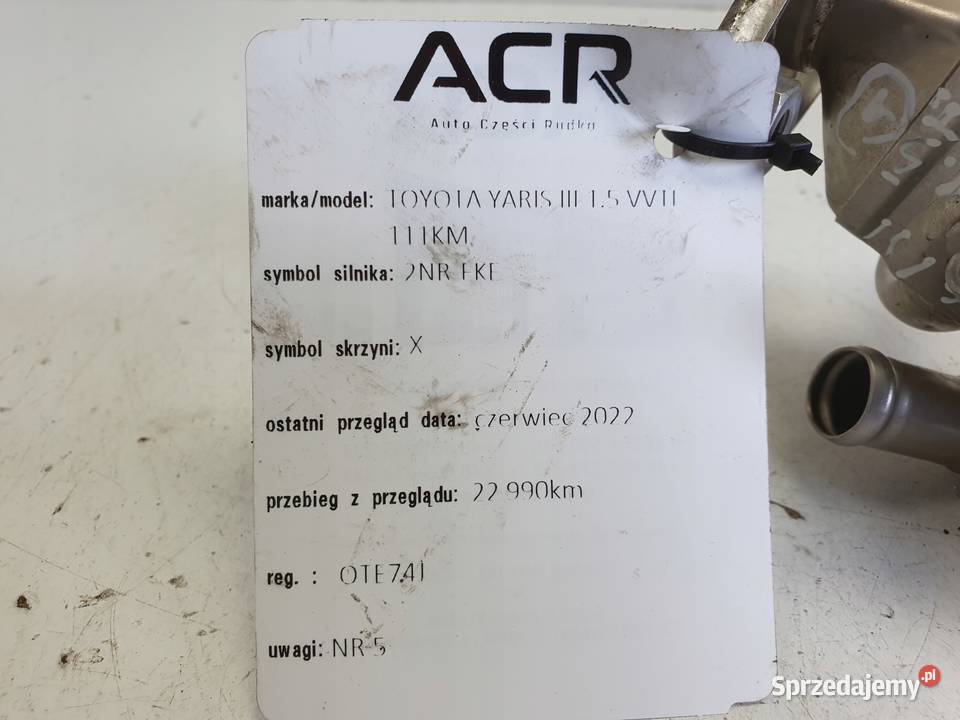 ACR
Auto Części Rudka
marka/model: TOYOTA YARIS III 1.5 VVTI
111KM
symbol silnika: 2NR-FKE
symbol skrzyni: X
ostatni przegląd data: czerwiec 2022
przebieg z przeglądu: 22 990km
reg. :
uwagi: NR 5
Sprzedajemy.pl